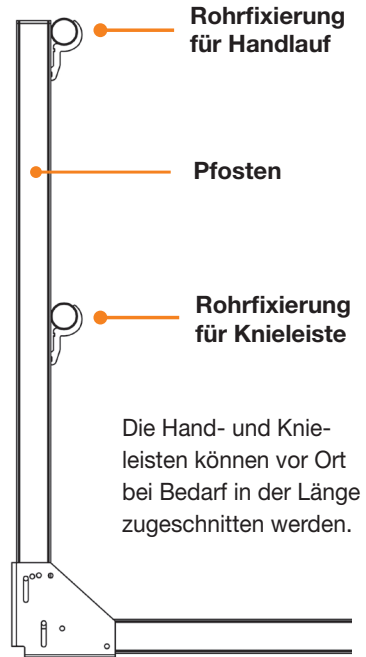 Rohrfixierung
für Handlauf
Pfosten
Rohrfixierung
für Knieleiste
Die Hand- und Knie-
leisten können vor Ort
bei Bedarf in der Länge
zugeschnitten werden.